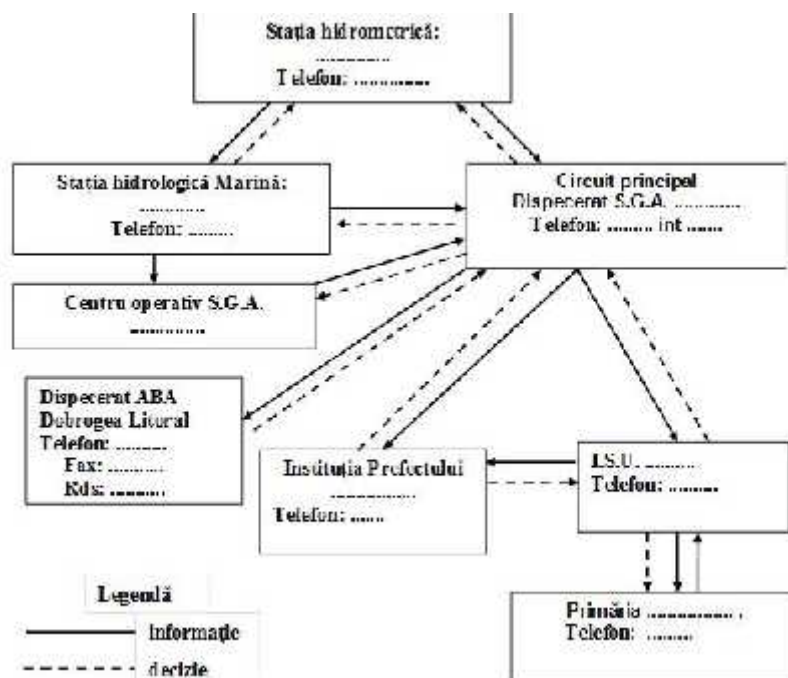 Stația hidrometrică:
................
Telefon: ................
Stația hidrologică Marină:
..............
Telefon: ..........
Circuit principal
Dispecerat S.G.A. ..............
Telefon: .......... int .......
Centru operativ S.G.A.
................
Dispecerat ABA
Dobrogea Litoral
Telefon: ...........
Fax: ............
Rds: ............
Instituția Prefectului
..................
Telefon: .......
I.S.U. ..........
Telefon: ..........
Primăria ....................
Telefon: ..........
Legendă
informație
decizie